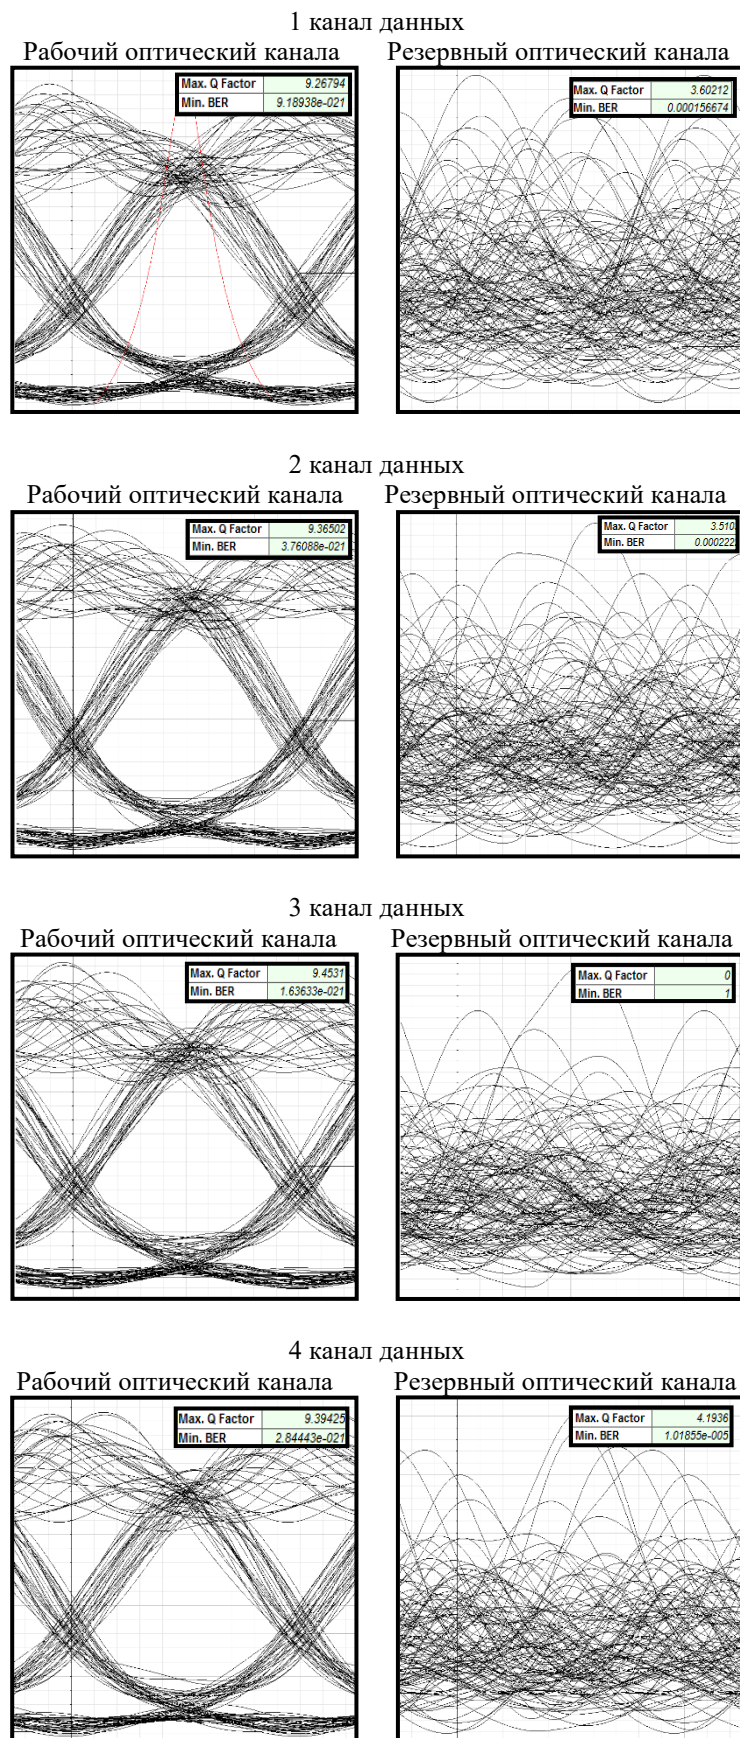 1 канал данных
Рабочий оптический канала Резервный оптический канала
Max. Q Factor 9.26794
Min. BER 9.18938e-021
Max. Q Factor 3.60212
Min. BER 0.000156674
2 канал данных
Рабочий оптический канала Резервный оптический канала
Max. Q Factor 9.36502
Min. BER 3.76088e-021
Max. Q Factor 3.510
Min. BER 0.000222
3 канал данных
Рабочий оптический канала Резервный оптический канала
Max. Q Factor 9.4531
Min. BER 1.63633e-021
Max. Q Factor 0
Min. BER 1
4 канал данных
Рабочий оптический канала Резервный оптический канала
Max. Q Factor 9.39425
Min. BER 2.84443e-021
Max. Q Factor 4.1936
Min. BER 1.01855e-005